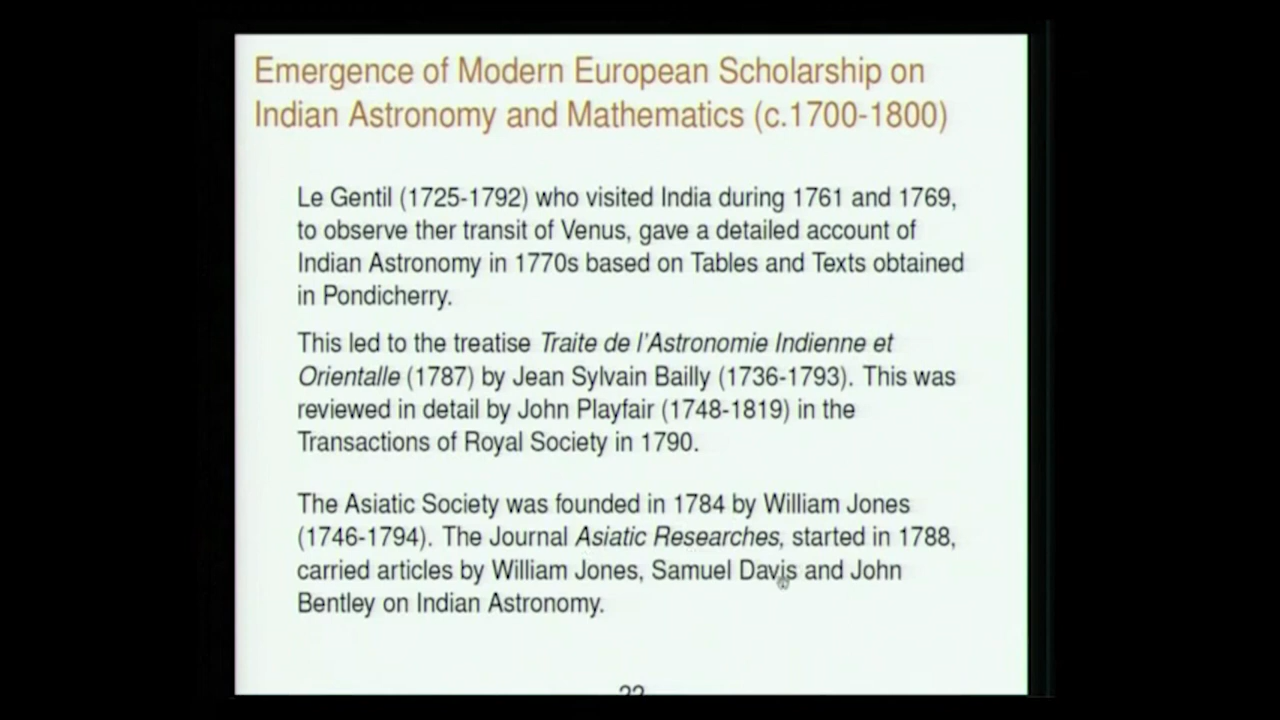 Emergence of Modern European Scholarship on
Indian Astronomy and Mathematics (c.1700-1800)
Le Gentil (1725-1792) who visited India during 1761 and 1769,
to observe ther transit of Venus, gave a detailed account of
Indian Astronomy in 1770s based on Tables and Texts obtained
in Pondicherry.
This led to the treatise Traite de l'Astronomie Indienne et
Orientalle (1787) by Jean Sylvain Bailly (1736-1793). This was
reviewed in detail by John Playfair (1748-1819) in the
Transactions of Royal Society in 1790.
The Asiatic Society was founded in 1784 by William Jones
(1746-1794). The Journal Asiatic Researches, started in 1788,
carried articles by William Jones, Samuel Davis and John
Bentley on Indian Astronomy.